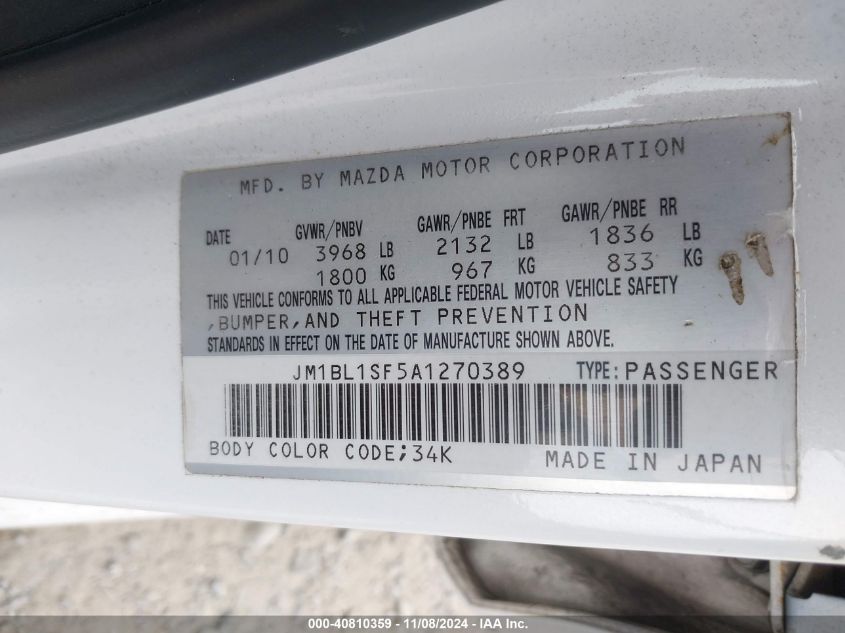 MFD. BY MAZDA MOTOR CORPORATION
DATE GVWR/PNBV GAWR/PNBE FRT GAWR/PNBE RR
01/10 3968 LB 2132 LB 1836 LB
1800 KG 967 KG 833 KG
THIS VEHICLE CONFORMS TO ALL APPLICABLE FEDERAL MOTOR VEHICLE SAFETY
,BUMPER,AND THEFT PREVENTION
STANDARDS IN EFFECT ON THE DATE OF MANUFACTURE SHOWN ABOVE.
JM1BL1SF5A1270389 TYPE:PASSENGER
BODY COLOR CODE;34K MADE IN JAPAN
000-40810359 - 11/08/2024 - IAA Inc.